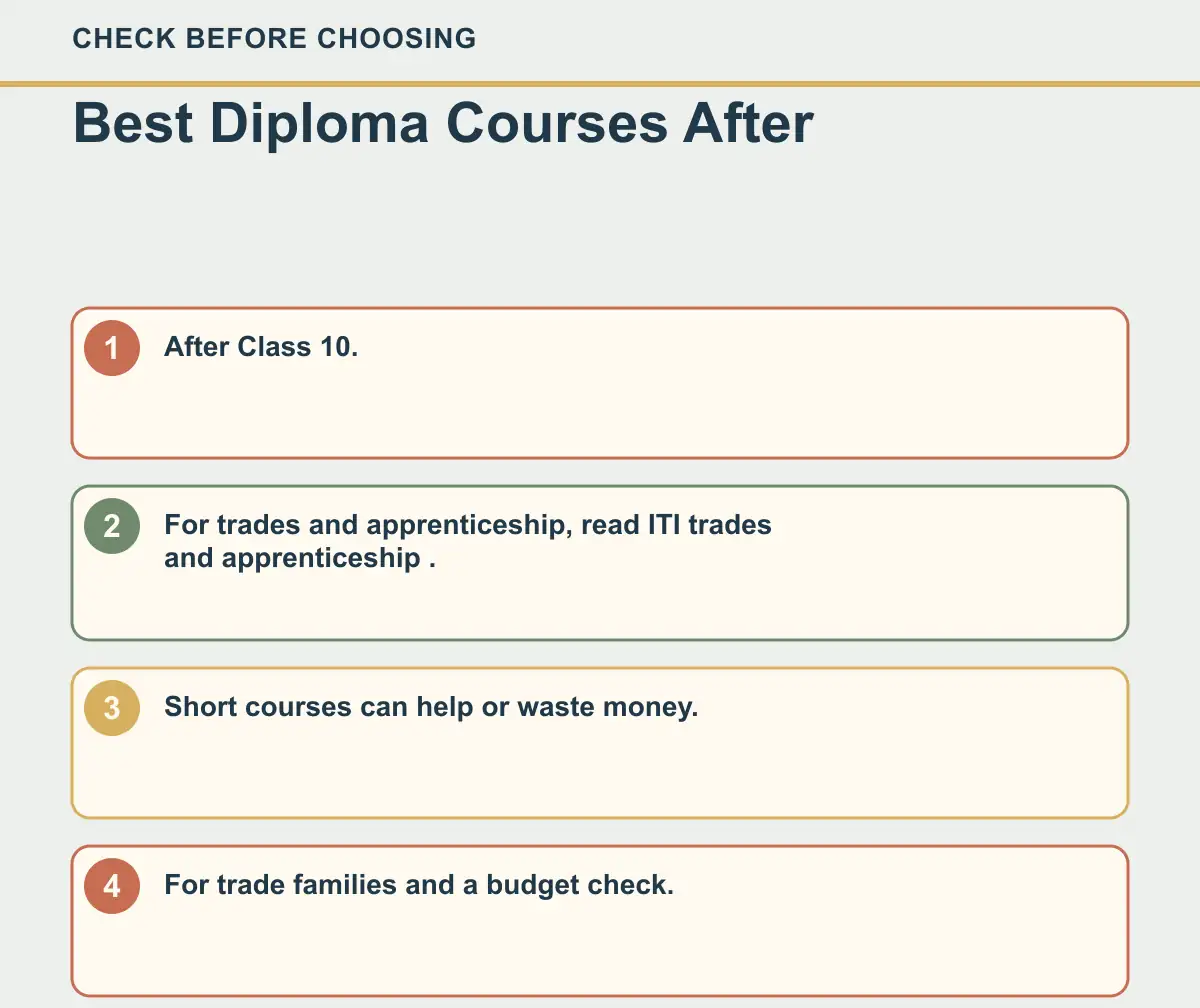 CHECK BEFORE CHOOSING
Best Diploma Courses After
1 After Class 10.
2 For trades and apprenticeship, read ITI trades
and apprenticeship .
3 Short courses can help or waste money.
4 For trade families and a budget check.